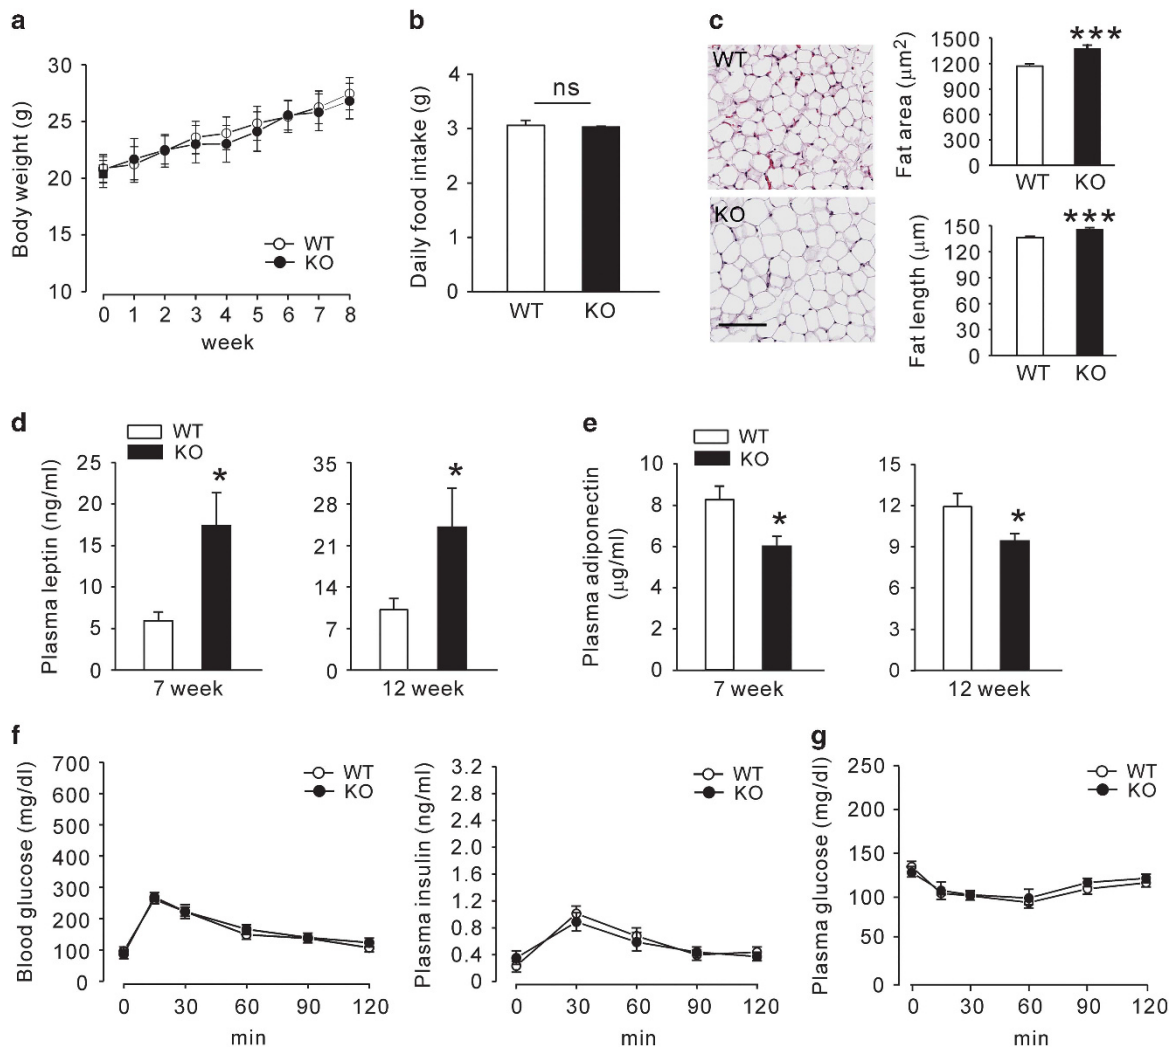 a
30
25
20
15
10
Body weight (g)
WT
KO
0 1 2 3 4 5 6 7 8
week
b
4
3
2
1
0
Daily food intake (g)
ns
WT KO
c
WT
KO
1500
1200
900
600
300
0
Fat area (μm²)
***
WT KO
150
120
90
60
30
0
Fat length (μm)
***
WT KO
d
WT
KO
25
20
15
10
5
0
Plasma leptin (ng/ml)
*
7 week
35
28
21
14
7
0
*
12 week
e
WT
KO
10
8
6
4
2
0
Plasma adiponectin
(μg/ml)
*
7 week
15
12
9
6
3
0
*
12 week
f
700
600
500
400
300
200
100
0
Blood glucose (mg/dl)
WT
KO
0 30 60 90 120
min
3.2
2.8
2.4
2.0
1.6
1.2
0.8
0.4
0
Plasma insulin (ng/ml)
WT
KO
0 30 60 90 120
min
g
250
200
150
100
50
0
Plasma glucose (mg/dl)
WT
KO
0 30 60 90 120
min